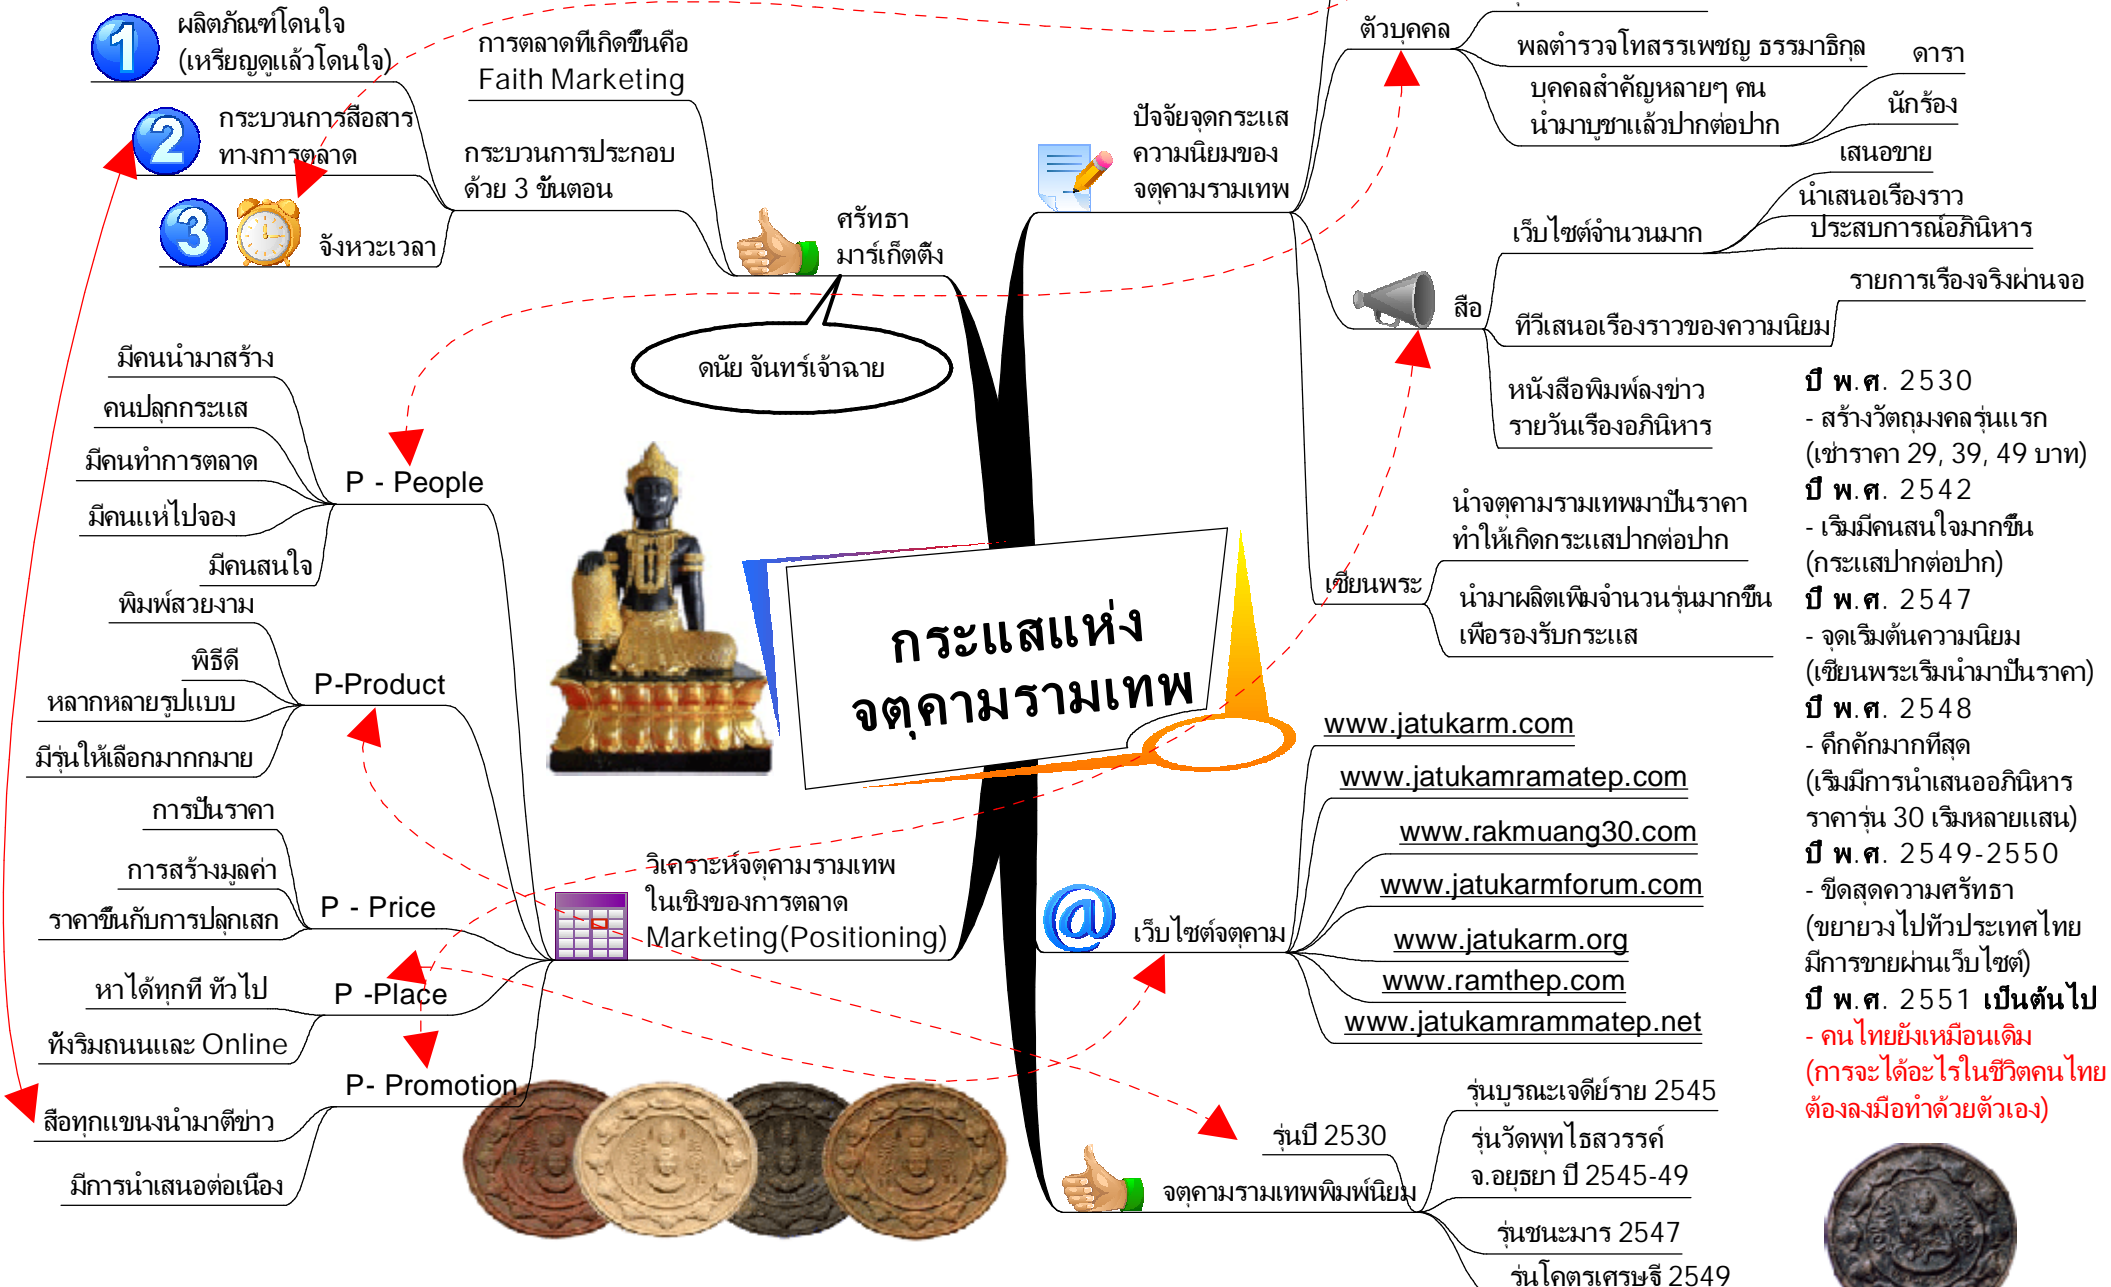 ผลิตภัณฑ์โดนใจ
(เหรียญดูแล้วโดนใจ)
กระบวนการสื่อสาร
ทางการตลาด
จังหวะเวลา
การตลาดที่เกิดขึ้นคือ
Faith Marketing
กระบวนการประกอบ
ด้วย 3 ขั้นตอน
ศรัทธา
มาร์เก็ตติ้ง
ดนัย จันทร์เจ้าฉาย
มีคนนำมาสร้าง
คนปลุกกระแส
มีคนทำการตลาด
มีคนแห่ไปจอง
มีคนสนใจ
P - People
พิมพ์สวยงาม
พิธีดี
หลากหลายรูปแบบ
มีรุ่นให้เลือกมากกมาย
P-Product
การปั่นราคา
การสร้างมูลค่า
ราคาขึ้นกับการปลุกเสก
P - Price
หาได้ทุกที่ ทั่วไป
ทั้งริมถนนและ Online
P -Place
สื่อทุกแขนงนำมาตีข่าว
มีการนำเสนอต่อเนื่อง
P- Promotion
วิเคราะห์จตุคามรามเทพ
ในเชิงของการตลาด
Marketing(Positioning)
กระแสแห่ง
จตุคามรามเทพ
ปัจจัยจุดกระแส
ความนิยมของ
จตุคามรามเทพ
ตัวบุคคล
พลตำรวจโทสรรเพชญ ธรรมาธิกุล
บุคคลสำคัญหลายๆ คน
นำมาบูชาแล้วปากต่อปาก
ดารา
นักร้อง
สื่อ
เว็บไซต์จำนวนมาก
เสนอขาย
นำเสนอเรื่องราว
ประสบการณ์อภินิหาร
ทีวีเสนอเรื่องราวของความนิยม
รายการเรื่องจริงผ่านจอ
หนังสือพิมพ์ลงข่าว
รายวันเรื่องอภินิหาร
เซียนพระ
นำจตุคามรามเทพมาปั่นราคา
ทำให้เกิดกระแสปากต่อปาก
นำมาผลิตเพิ่มจำนวนรุ่นมากขึ้น
เพื่อรองรับกระแส
เว็บไซต์จตุคาม
www.jatukarm.com
www.jatukamramatep.com
www.rakmuang30.com
www.jatukarmforum.com
www.jatukarm.org
www.ramthep.com
www.jatukamrammatep.net
จตุคามรามเทพพิมพ์นิยม
รุ่นปี 2530
รุ่นบูรณะเจดีย์ราย 2545
รุ่นวัดพุทไธสวรรค์
จ.อยุธยา ปี 2545-49
รุ่นชนะมาร 2547
รุ่นโคตรเศรษฐี 2549
ปี พ.ศ. 2530
- สร้างวัตถุมงคลรุ่นแรก
(เช่าราคา 29, 39, 49 บาท)
ปี พ.ศ. 2542
- เริ่มมีคนสนใจมากขึ้น
(กระแสปากต่อปาก)
ปี พ.ศ. 2547
- จุดเริ่มต้นความนิยม
(เซียนพระเริ่มนำมาปั่นราคา)
ปี พ.ศ. 2548
- คึกคักมากที่สุด
(เริ่มมีการนำเสนออภินิหาร
ราคารุ่น 30 เริ่มหลายแสน)
ปี พ.ศ. 2549-2550
- ขีดสุดความศรัทธา
(ขยายวงไปทั่วประเทศไทย
มีการขายผ่านเว็บไซต์)
ปี พ.ศ. 2551 เป็นต้นไป
- คนไทยยังเหมือนเดิม
(การจะได้อะไรในชีวิตคนไทย
ต้องลงมือทำด้วยตัวเอง)
1
2
3
@